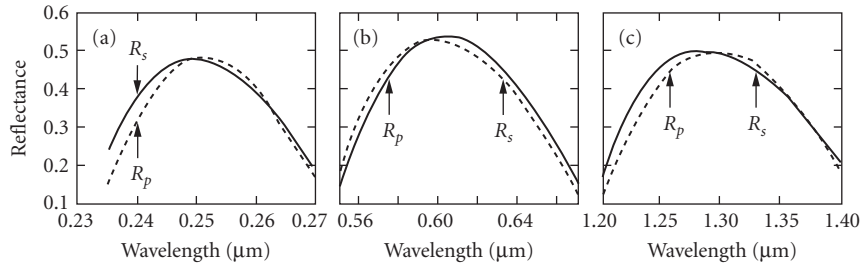 0.6
0.5
0.4
0.3
0.2
0.1
Reflectance
(a)
R_s
R_p
0.23 0.24 0.25 0.26 0.27
Wavelength (μm)
(b)
R_p
R_s
0.56 0.60 0.64
Wavelength (μm)
(c)
R_p
R_s
1.20 1.25 1.30 1.35 1.40
Wavelength (μm)